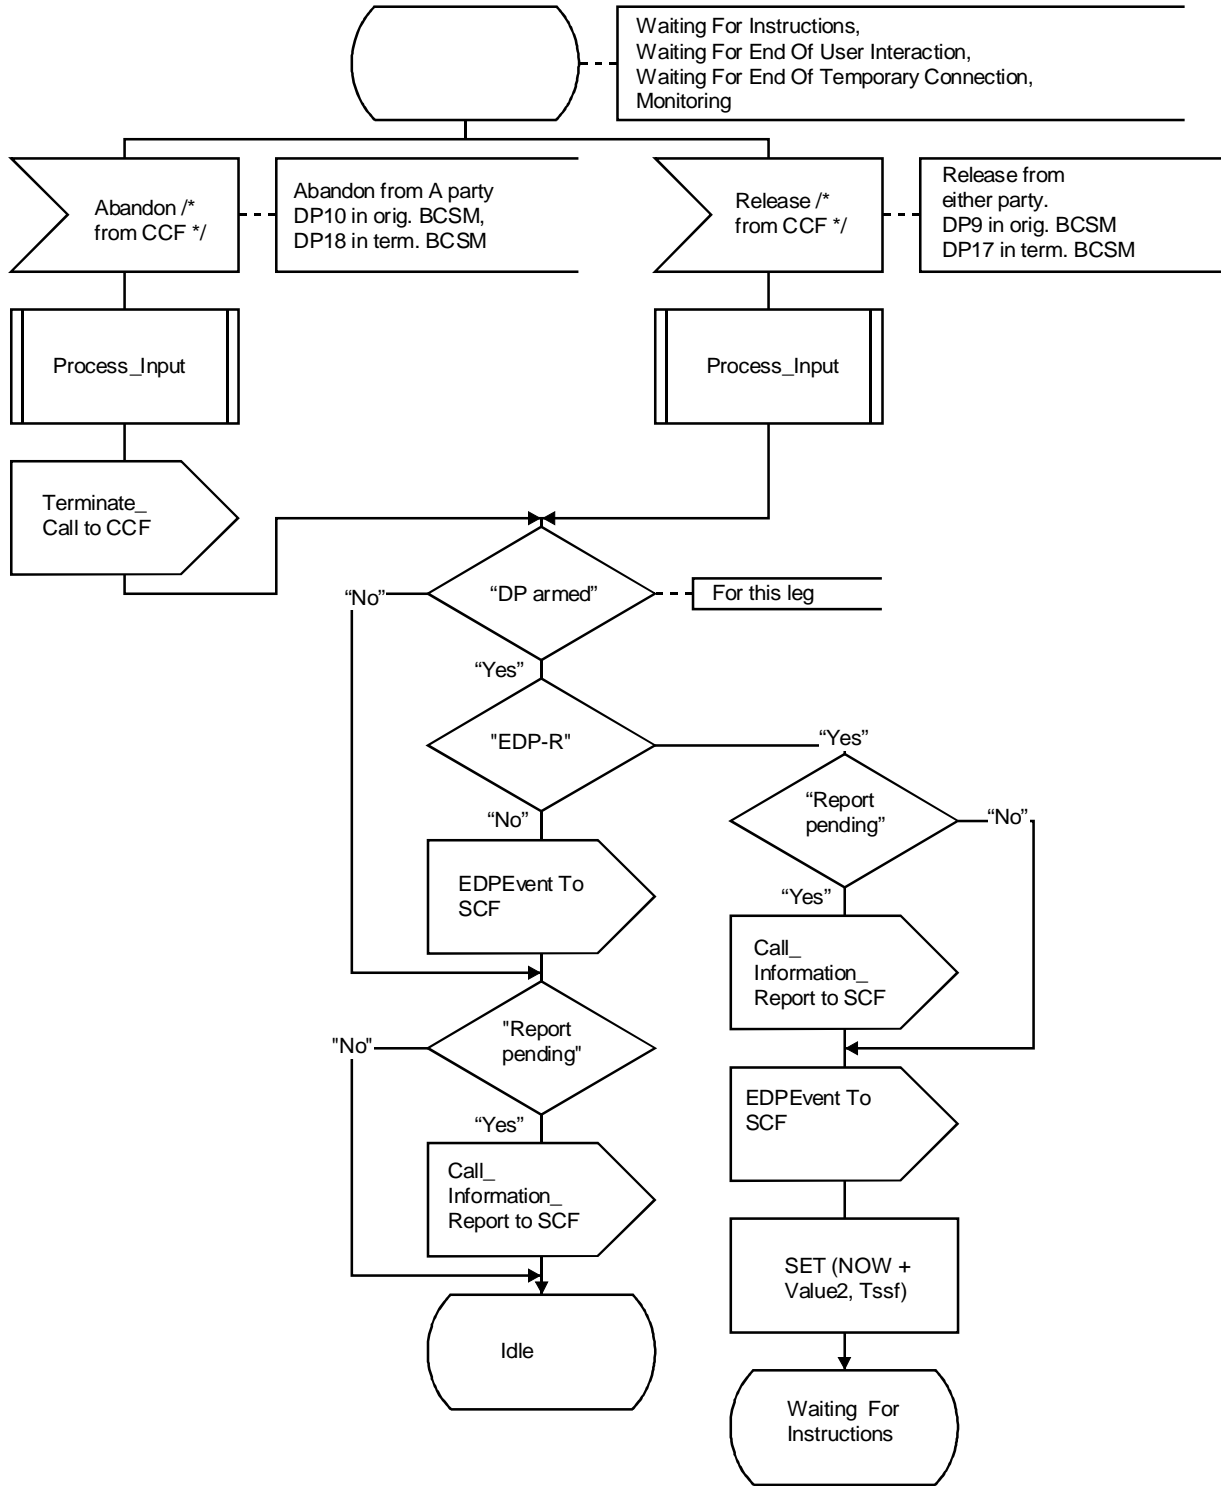 Waiting For Instructions,
Waiting For End Of User Interaction,
Waiting For End Of Temporary Connection,
Monitoring
Abandon /*
from CCF */
Abandon from A party
DP10 in orig. BCSM,
DP18 in term. BCSM
Release /*
from CCF */
Release from
either party.
DP9 in orig. BCSM
DP17 in term. BCSM
Process_Input
Process_Input
Terminate_
Call to CCF
“DP armed”
“No”
For this leg
“Yes”
"EDP-R"
“Yes”
“No”
“Report
pending”
“No”
“Yes”
EDPEvent To
SCF
Call_
Information_
Report to SCF
"Report
pending"
"No"
“Yes”
EDPEvent To
SCF
Call_
Information_
Report to SCF
SET (NOW +
Value2, Tssf)
Idle
Waiting For
Instructions